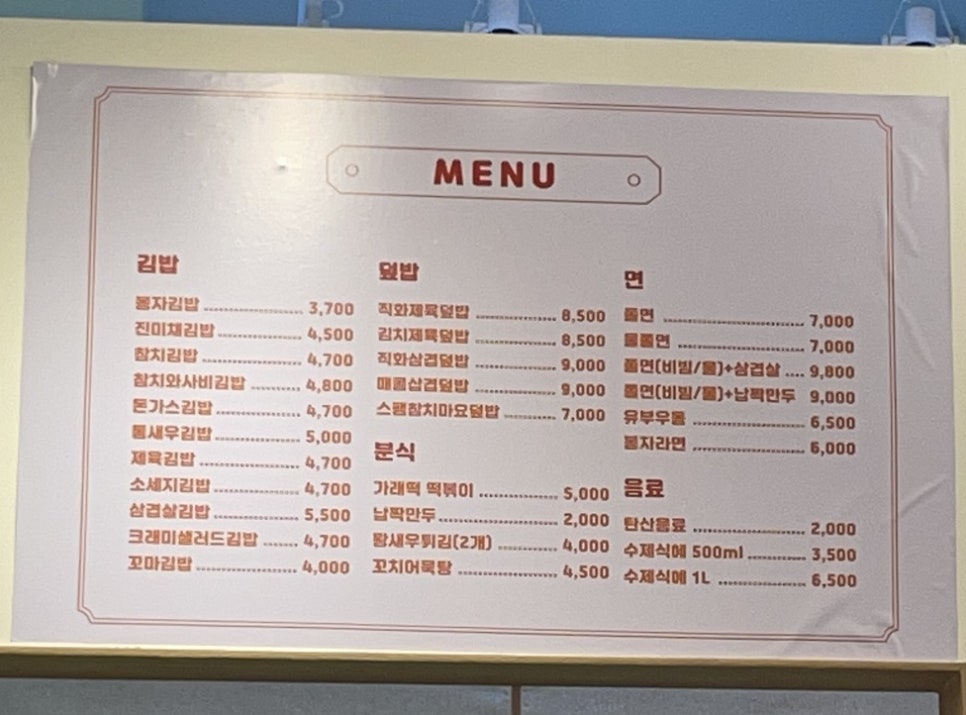 MENU
김밥
봉자김밥 3,700
진미채김밥 4,500
참치김밥 4,700
참치와사비김밥 4,800
돈가스김밥 4,700
통새우김밥 5,000
제육김밥 4,700
소세지김밥 4,700
삼겹살김밥 5,500
크래미샐러드김밥 4,700
꼬마김밥 4,000
덮밥
직화제육덮밥 8,500
김치제육덮밥 8,500
직화삼겹덮밥 9,000
매콤삼겹덮밥 9,000
스팸참치마요덮밥 7,000
분식
가래떡 떡볶이 5,000
납짝만두 2,000
왕새우튀김(2개) 4,000
꼬치어묵탕 4,500
면
쫄면 7,000
물쫄면 7,000
쫄면(비빔/물)+삼겹살 9,800
쫄면(비빔/물)+납짝만두 9,000
유부우동 6,500
봉자라면 6,000
음료
탄산음료 2,000
수제식혜 500ml 3,500
수제식혜 1L 6,500